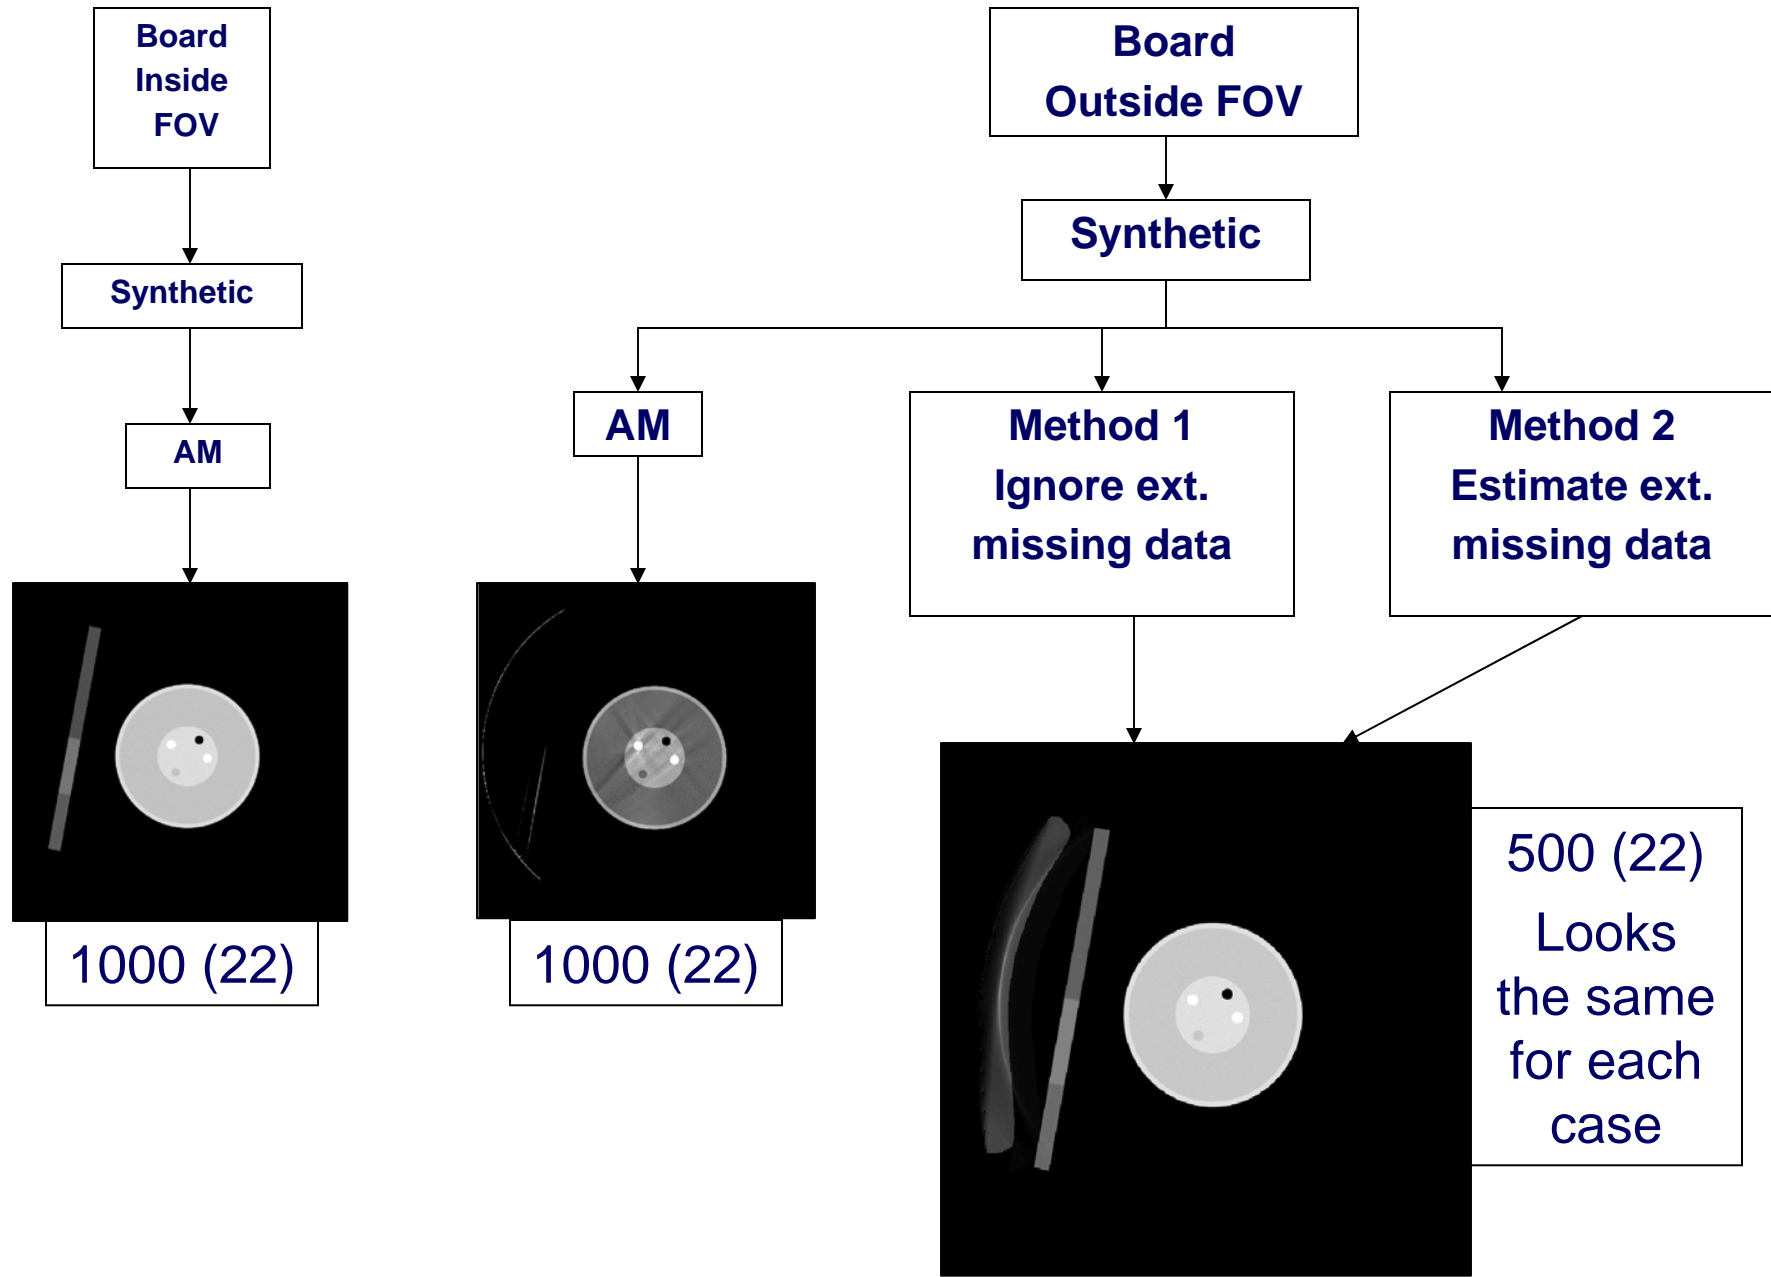 Board
Inside
FOV
Synthetic
AM
1000 (22)
Board
Outside FOV
Synthetic
AM
1000 (22)
Method 1
Ignore ext.
missing data
Method 2
Estimate ext.
missing data
500 (22)
Looks
the same
for each
case